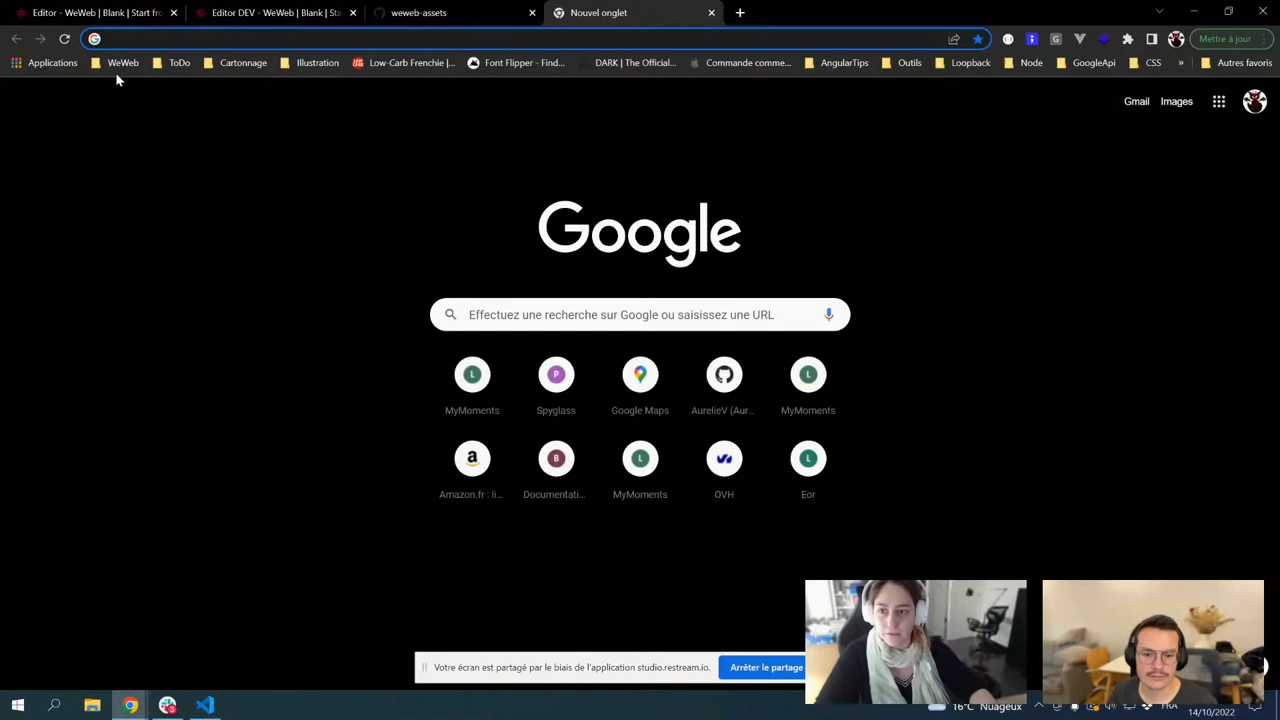 Editor - WeWeb | Blank | Start fro
Editor DEV - WeWeb | Blank | Sta
weweb-assets
Nouvel onglet
Mettre à jour
Applications
WeWeb
ToDo
Cartonnage
Illustration
Low-Carb Frenchie |...
Font Flipper - Find...
DARK | The Official...
Commande comme...
AngularTips
Outils
Loopback
Node
GoogleApi
CSS
»
Autres favoris
Gmail
Images
Google
Effectuez une recherche sur Google ou saisissez une URL
MyMoments
Spyglass
Google Maps
AurelieV (Aur...
MyMoments
Amazon.fr : li...
Documentati...
MyMoments
OVH
Eor
Votre écran est partagé par le biais de l'application studio.restream.io.
Arrêter le partage
16°C Nuageux
FRA
14/10/2022